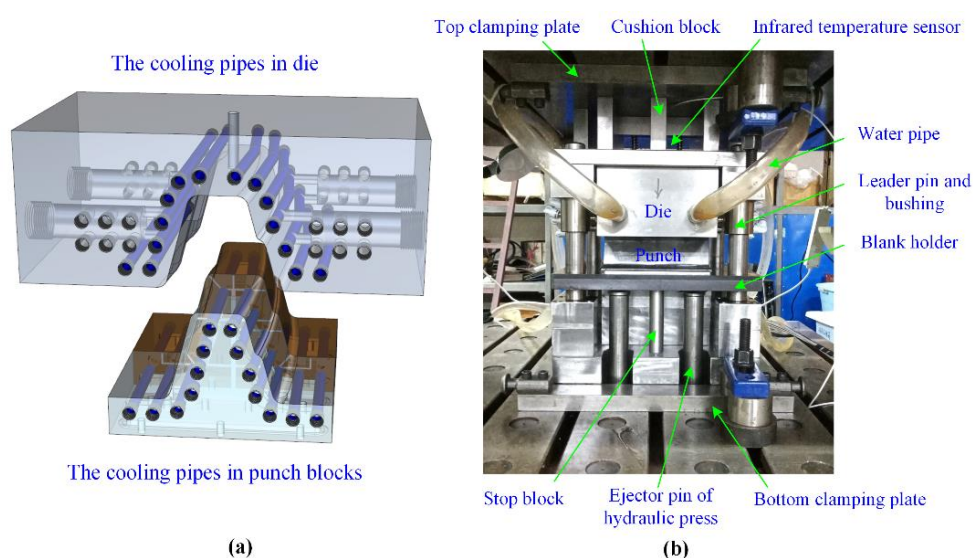 The cooling pipes in die
The cooling pipes in punch blocks
(a)
Top clamping plate
Cushion block
Infrared temperature sensor
Water pipe
Leader pin and
bushing
Blank holder
Die
Punch
Stop block
Ejector pin of
hydraulic press
Bottom clamping plate
(b)